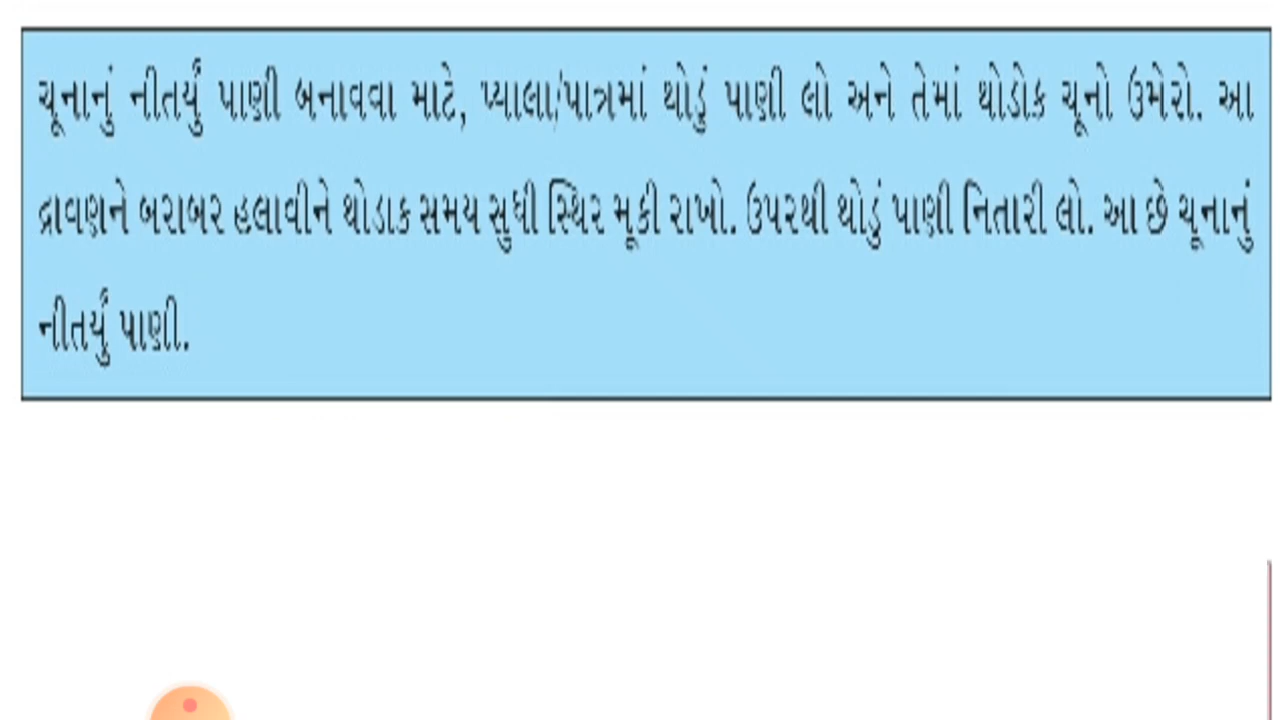 ચૂનાનું નીતર્યું પાણી બનાવવા માટે, પ્યાલા/પાત્રમાં થોડું પાણી લો અને તેમાં થોડોક ચૂનો ઉમેરો. આ
દ્રાવણને બરાબર હલાવીને થોડાક સમય સુધી સ્થિર મૂકી રાખો. ઉપરથી થોડું પાણી નિતારી લો. આ છે ચૂનાનું
નીતર્યું પાણી.